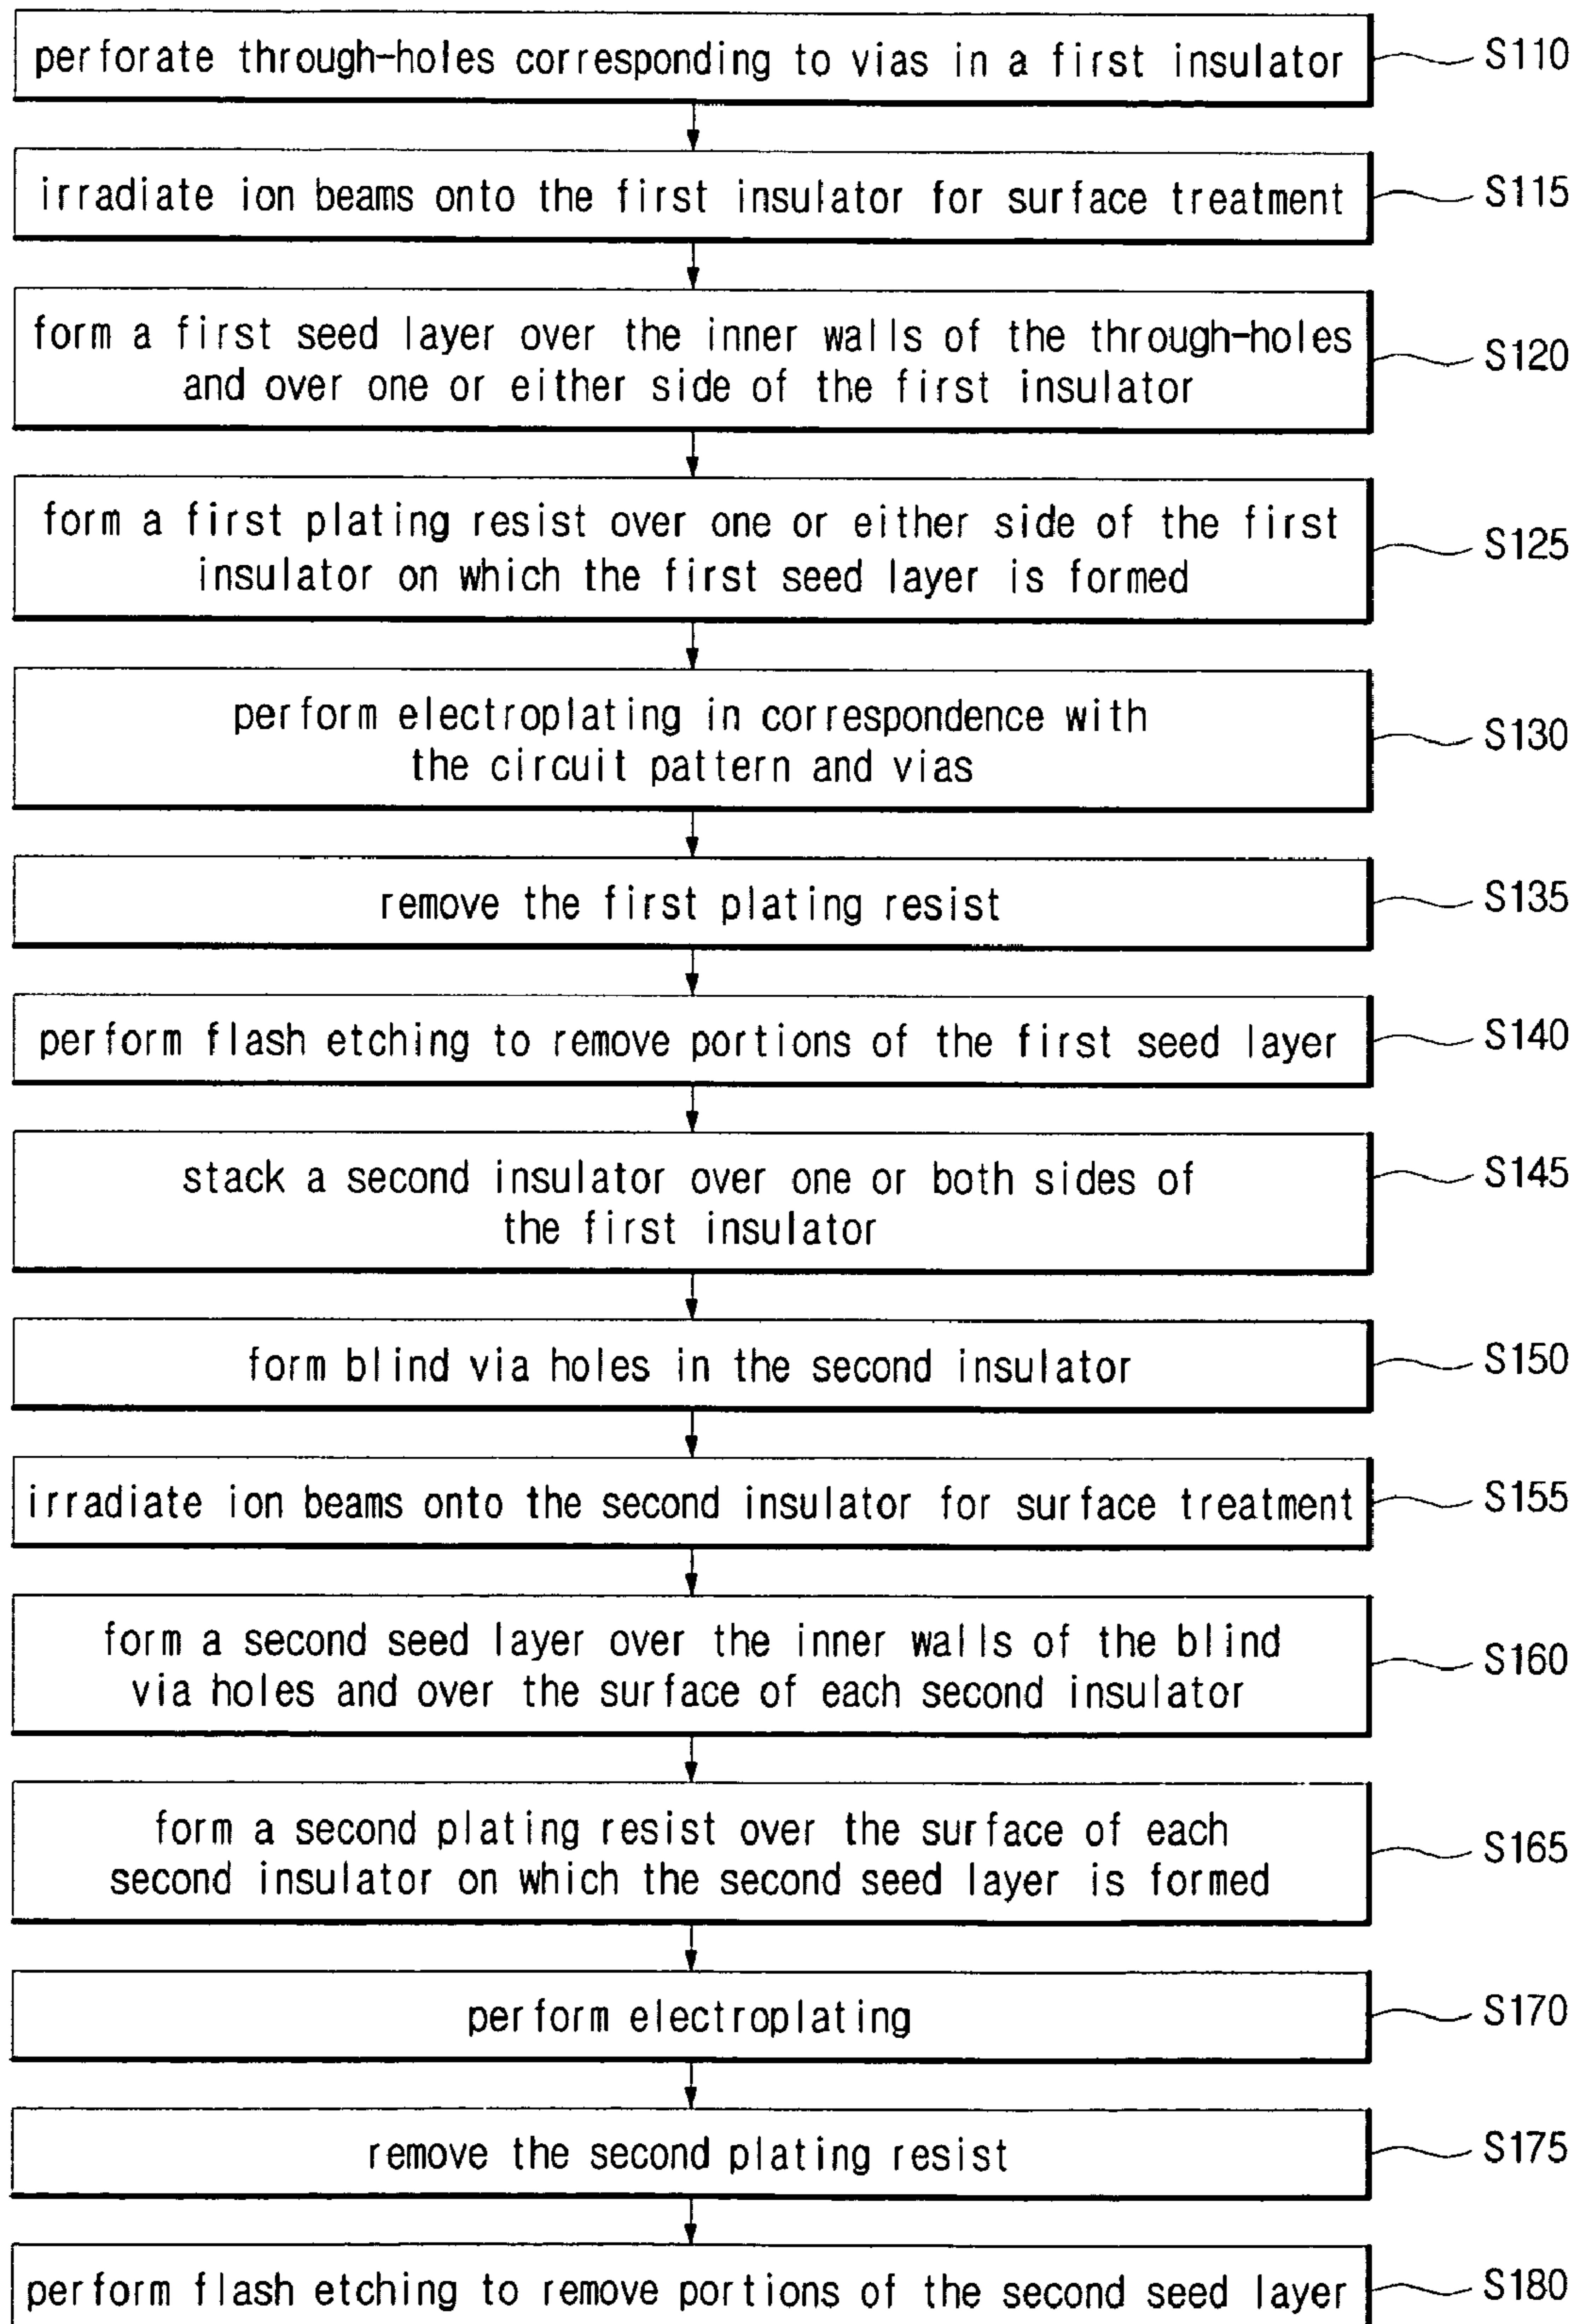 perforate through-holes corresponding to vias in a first insulator
S110
irradiate ion beams onto the first insulator for surface treatment
S115
form a first seed layer over the inner walls of the through-holes
and over one or either side of the first insulator
S120
form a first plating resist over one or either side of the first
insulator on which the first seed layer is formed
S125
perform electroplating in correspondence with
the circuit pattern and vias
S130
remove the first plating resist
S135
perform flash etching to remove portions of the first seed layer
S140
stack a second insulator over one or both sides of
the first insulator
S145
form blind via holes in the second insulator
S150
irradiate ion beams onto the second insulator for surface treatment
S155
form a second seed layer over the inner walls of the blind
via holes and over the surface of each second insulator
S160
form a second plating resist over the surface of each
second insulator on which the second seed layer is formed
S165
perform electroplating
S170
remove the second plating resist
S175
perform flash etching to remove portions of the second seed layer
S180